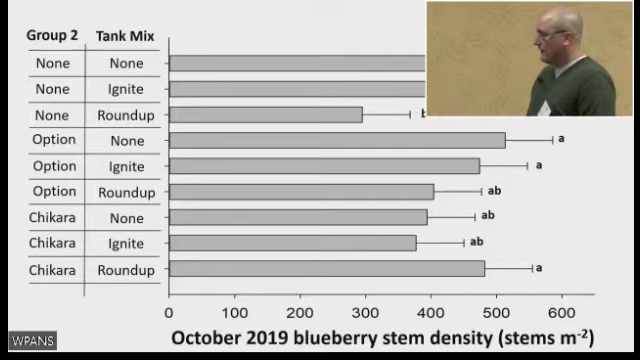 Group 2 Tank Mix
None None
None Ignite
None Roundup
Option None a
Option Ignite a
Option Roundup ab
Chikara None ab
Chikara Ignite ab
Chikara Roundup a
0 100 200 300 400 500 600
October 2019 blueberry stem density (stems m-2)
WPANS